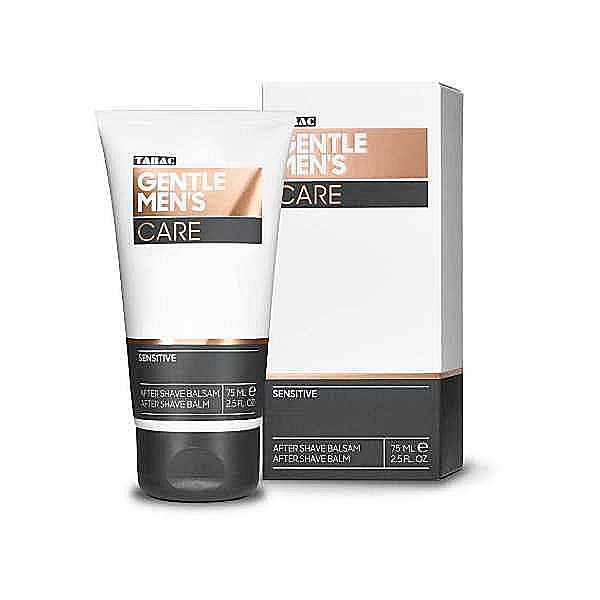 TABAC
GENTLE
MEN'S
CARE
SENSITIVE
AFTER SHAVE BALSAM 75 ML e
AFTER SHAVE BALM 2.5 FL. OZ.
BAC
GENTLE
MEN'S
CARE
SENSITIVE
AFTER SHAVE BALSAM 75 ML e
AFTER SHAVE BALM 2.5 FL. OZ.